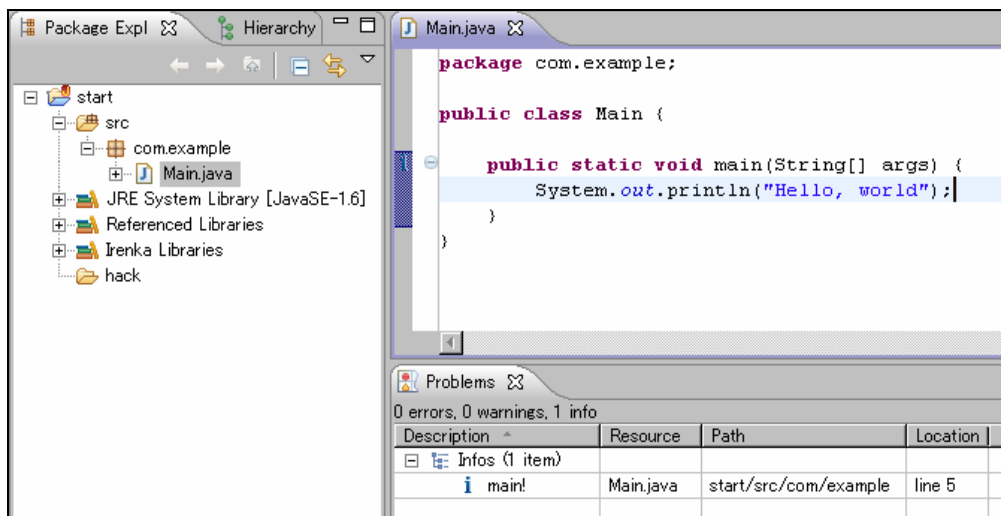 Package Expl
Hierarchy
start
src
com.example
Main.java
JRE System Library [JavaSE-1.6]
Referenced Libraries
Irenka Libraries
hack
Main.java
package com.example;
public class Main {
public static void main(String[] args) {
System.out.println("Hello, world");
}
}
Problems
0 errors, 0 warnings, 1 info
Description Resource Path Location
Infos (1 item)
main! Main.java start/src/com/example line 5